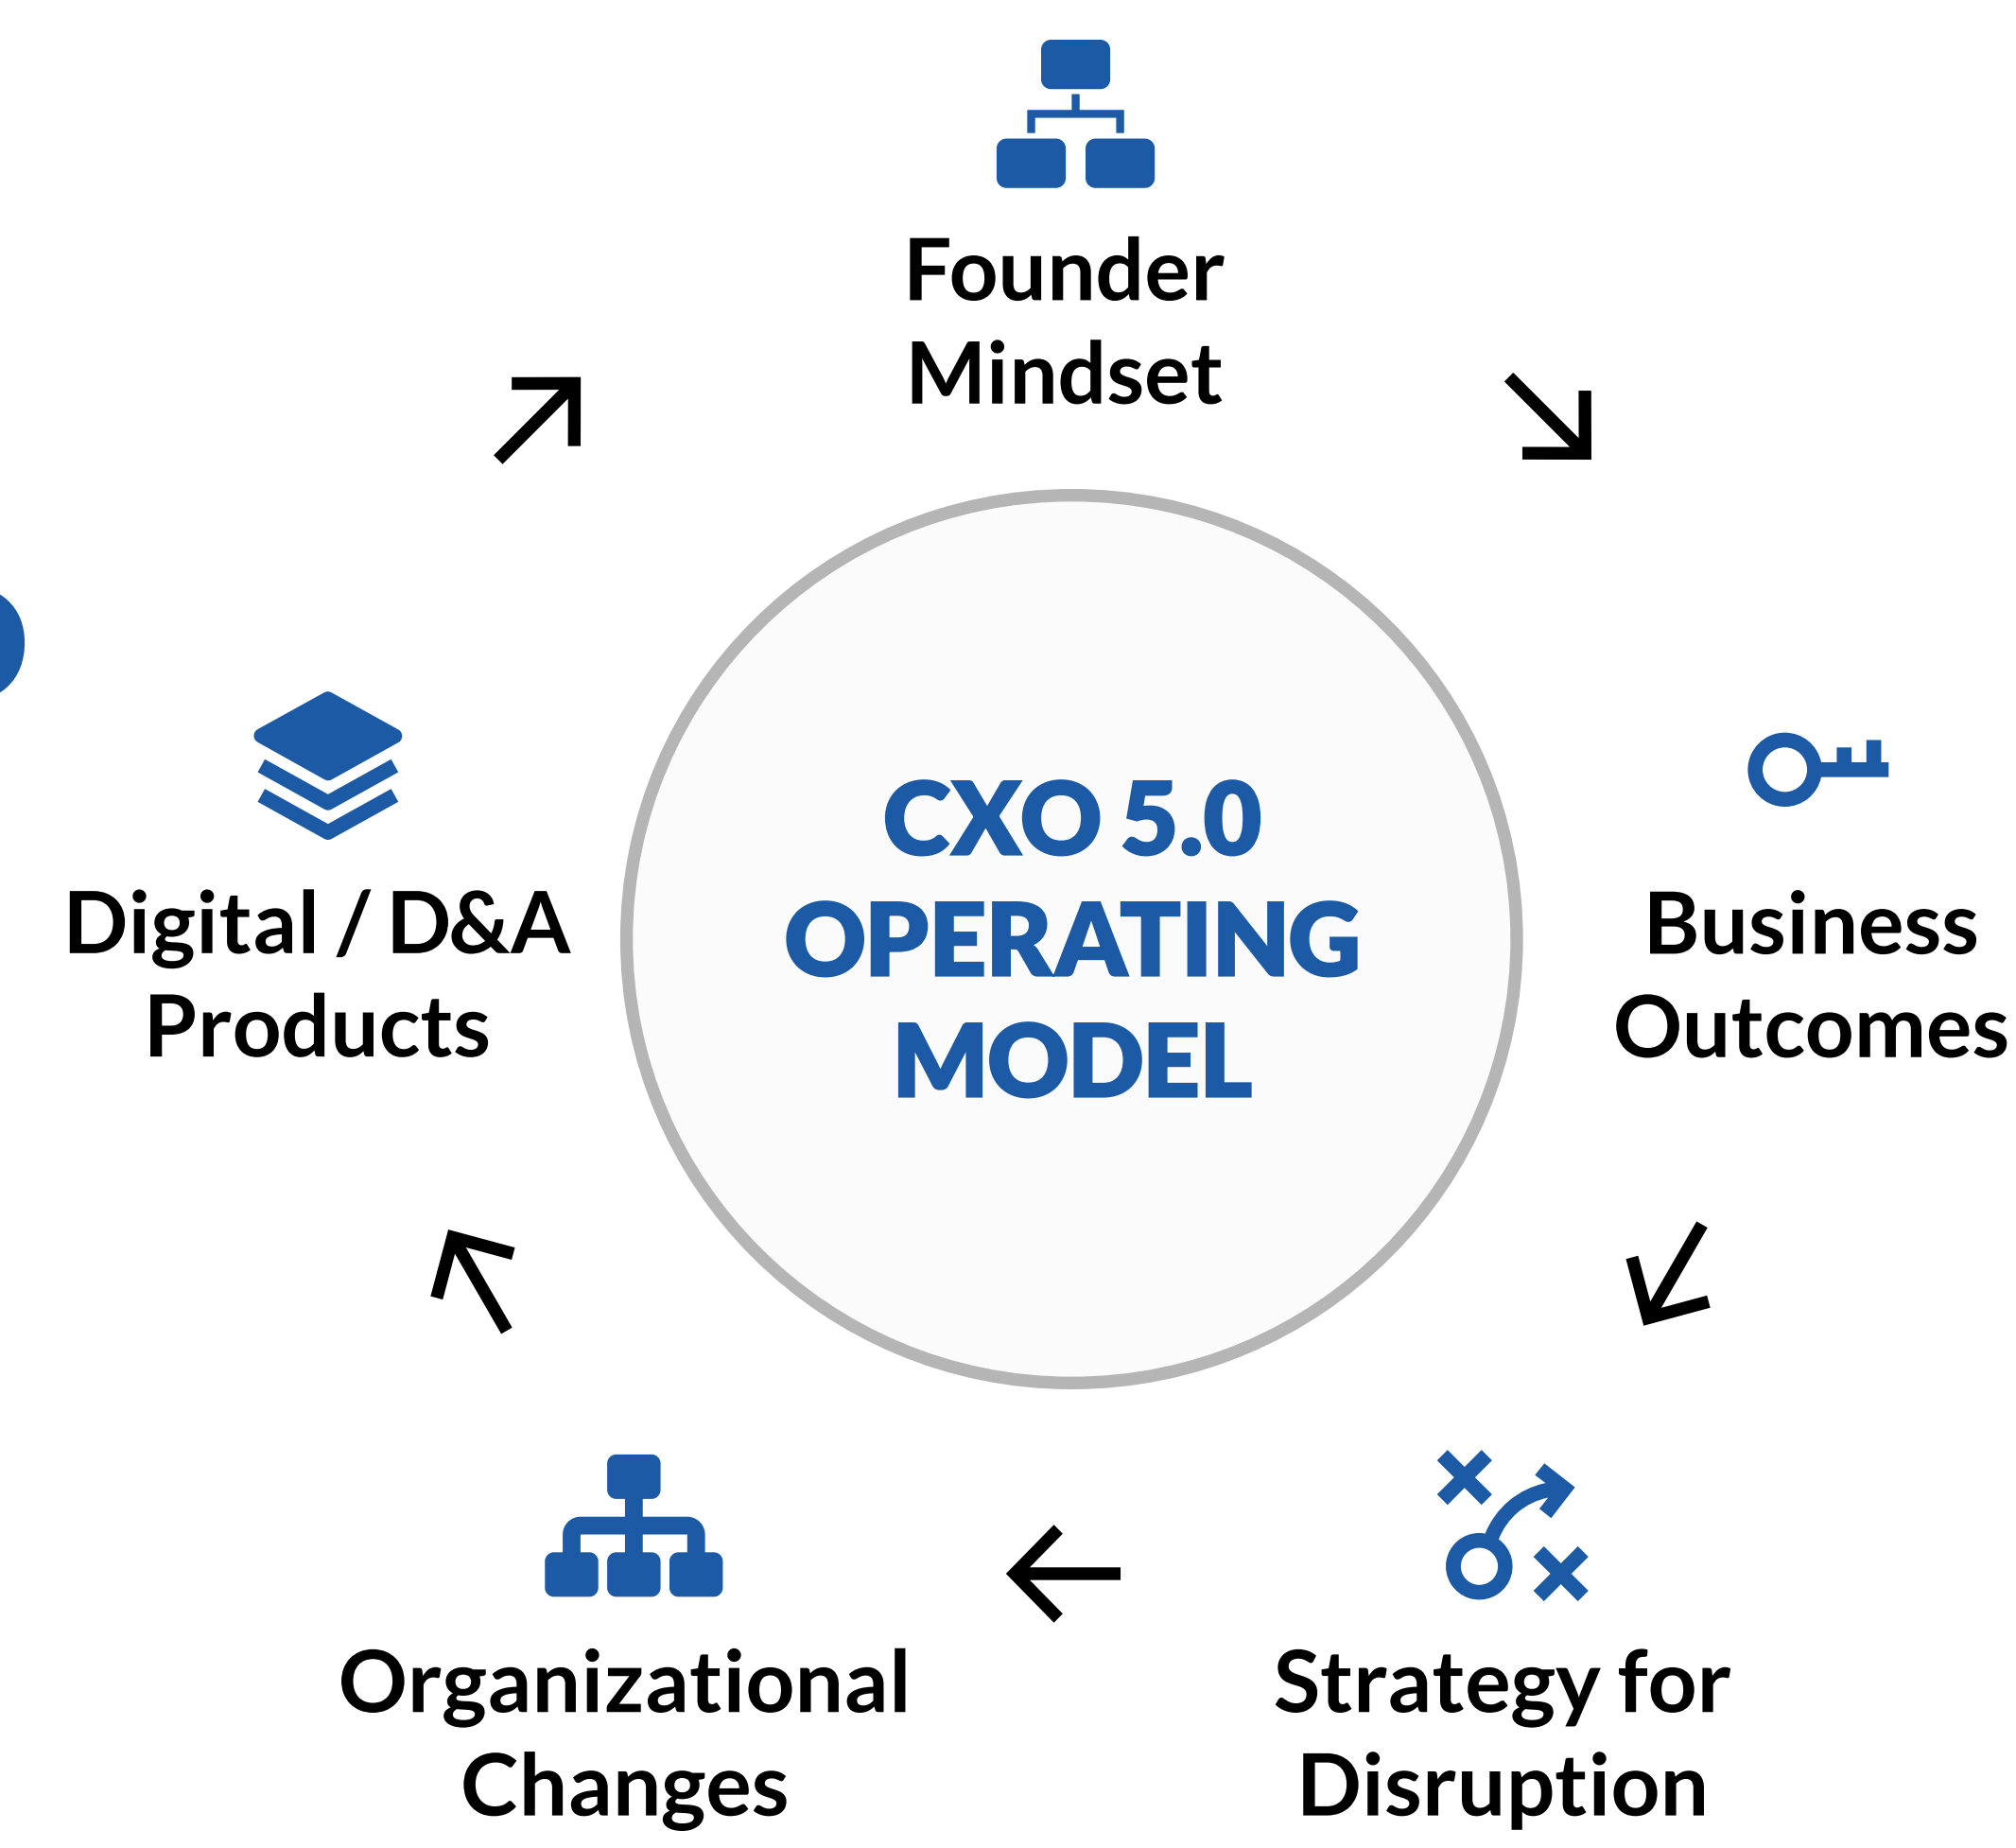 Founder
Mindset
CXO 5.0
OPERATING
MODEL
Digital / D&A
Products
Business
Outcomes
Organizational
Changes
Strategy for
Disruption